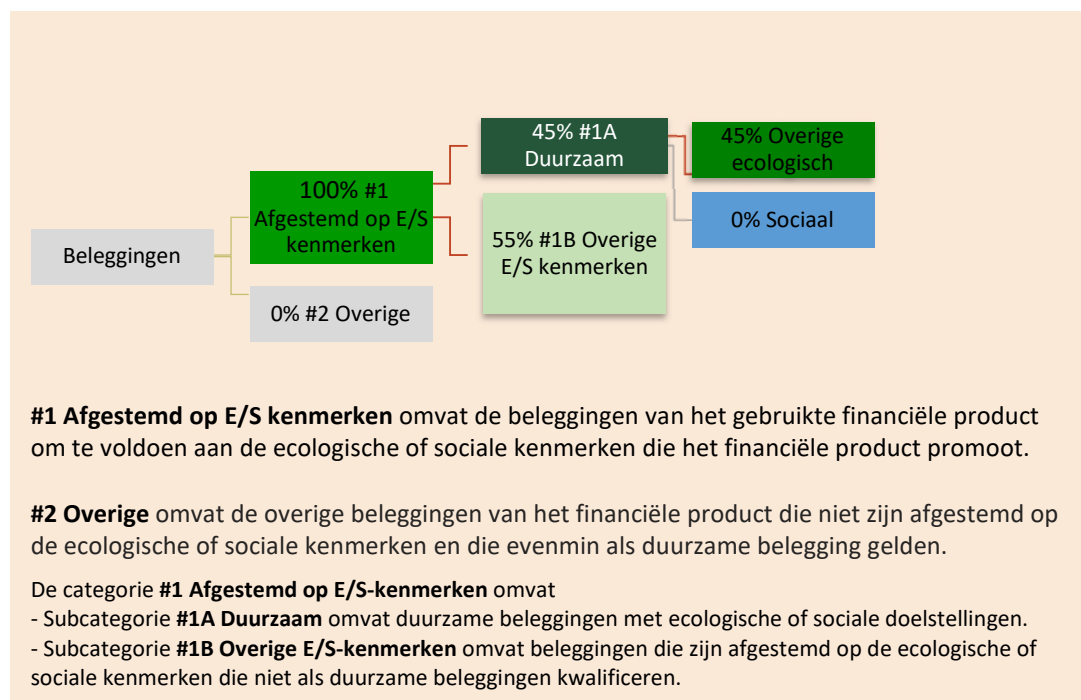 45% #1A
Duurzaam
45% Overige
ecologisch
100% #1
Afgestemd op E/S
kenmerken
0% Sociaal
55% #1B Overige
E/S kenmerken
Beleggingen
0% #2 Overige
#1 Afgestemd op E/S kenmerken omvat de beleggingen van het gebruikte financiële product
om te voldoen aan de ecologische of sociale kenmerken die het financiële product promoot.
#2 Overige omvat de overige beleggingen van het financiële product die niet zijn afgestemd op
de ecologische of sociale kenmerken en die evenmin als duurzame belegging gelden.
De categorie #1 Afgestemd op E/S-kenmerken omvat
- Subcategorie #1A Duurzaam omvat duurzame beleggingen met ecologische of sociale doelstellingen.
- Subcategorie #1B Overige E/S-kenmerken omvat beleggingen die zijn afgestemd op de ecologische of
sociale kenmerken die niet als duurzame beleggingen kwalificeren.